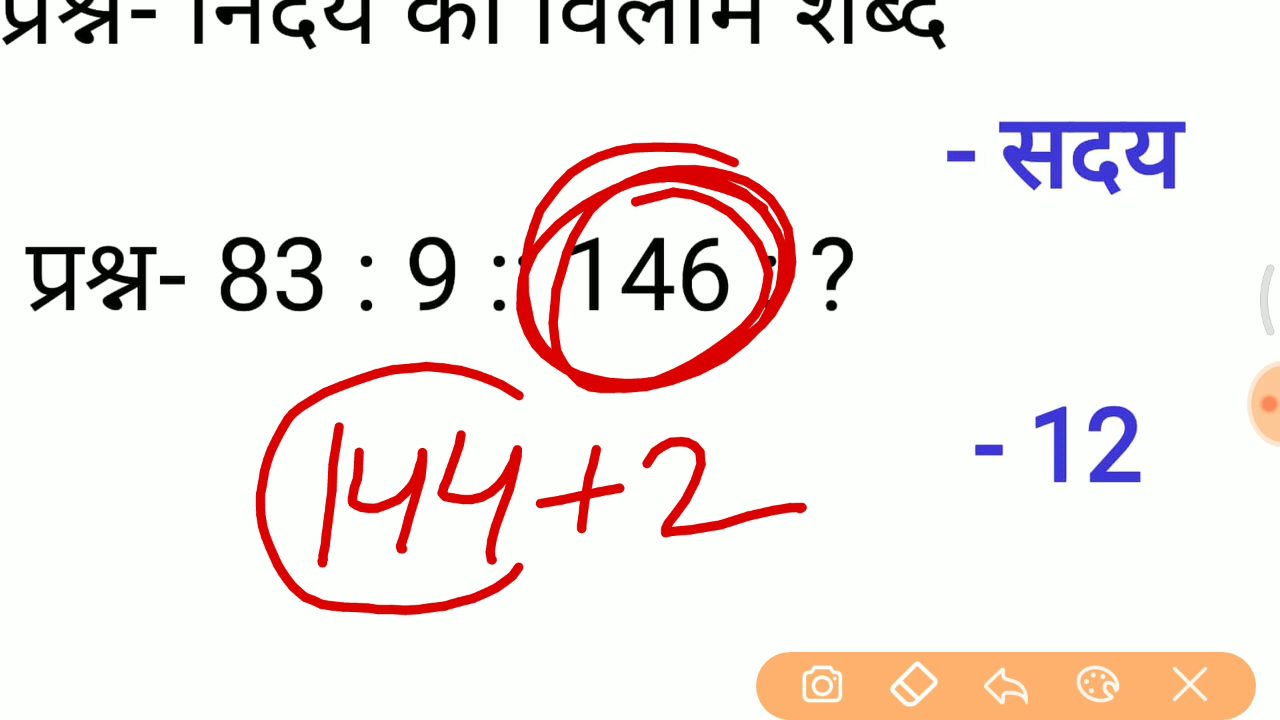 प्रश्न- निर्दय का विलोम शब्द
- सदय
प्रश्न- 83 : 9 :: 146 : ?
144+2
- 12